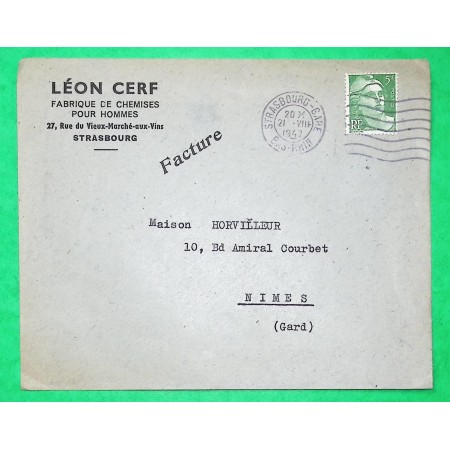 LÉON CERF
FABRIQUE DE CHEMISES
POUR HOMMES
27, Rue du Vieux-Marché-aux-Vins
STRASBOURG
Facture
STRASBOURG-GARE
20 H
21 -VIII
1947
BAS-RHIN
5F
RF
Maison HORVILLEUR
10, Bd Amiral Courbet
NIMES
(Gard)